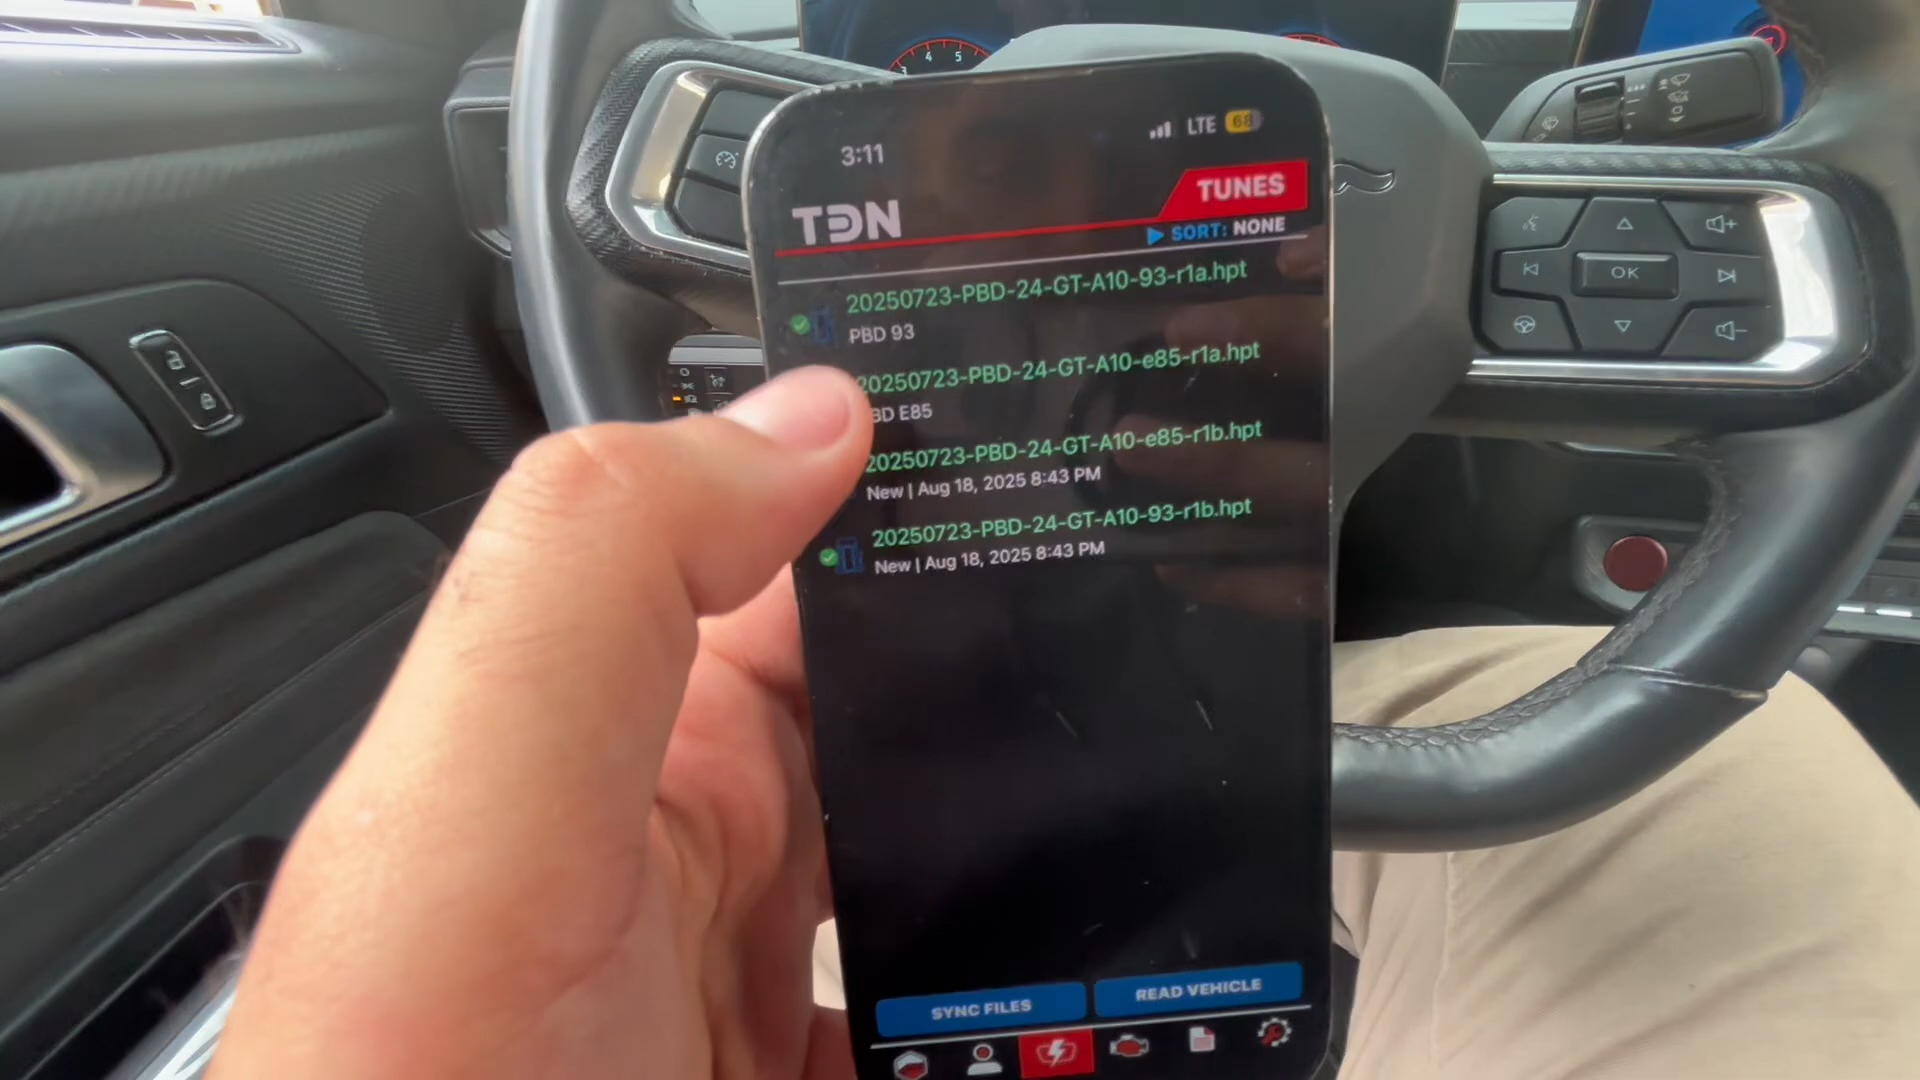 4 5
3:11
LTE 68
TUNES
TDN
SORT: NONE
20250723-PBD-24-GT-A10-93-r1a.hpt
PBD 93
20250723-PBD-24-GT-A10-e85-r1a.hpt
BD E85
20250723-PBD-24-GT-A10-e85-r1b.hpt
New | Aug 18, 2025 8:43 PM
20250723-PBD-24-GT-A10-93-r1b.hpt
New | Aug 18, 2025 8:43 PM
SYNC FILES
READ VEHICLE
OK